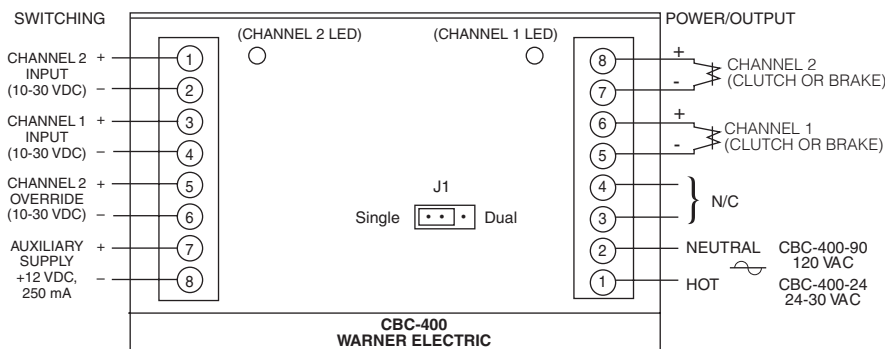 SWITCHING
POWER/OUTPUT
(CHANNEL 2 LED)
(CHANNEL 1 LED)
CHANNEL 2 +
INPUT
(10-30 VDC) –
CHANNEL 1 +
INPUT
(10-30 VDC) –
CHANNEL 2 +
OVERRIDE
(10-30 VDC) –
AUXILIARY +
SUPPLY
+12 VDC, –
250 mA
1
2
3
4
5
6
7
8
J1
Single Dual
8
7
6
5
4
3
2
1
+
-
CHANNEL 2
(CLUTCH OR BRAKE)
+
-
CHANNEL 1
(CLUTCH OR BRAKE)
N/C
NEUTRAL
HOT
CBC-400-90
120 VAC
CBC-400-24
24-30 VAC
CBC-400
WARNER ELECTRIC